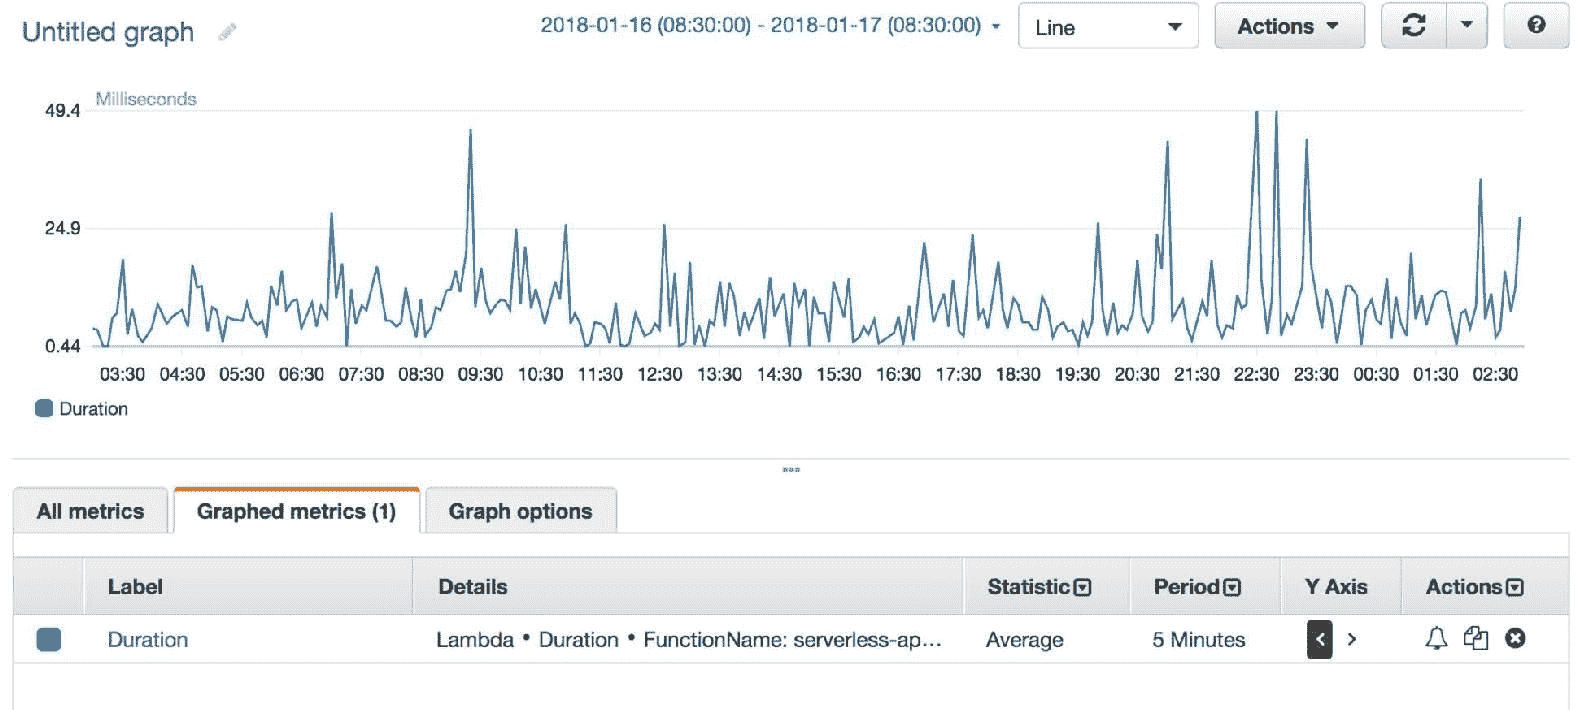 Untitled graph
2018-01-16 (08:30:00) - 2018-01-17 (08:30:00)
Line
Actions
Milliseconds
49.4
24.9
0.44
03:30 04:30 05:30 06:30 07:30 08:30 09:30 10:30 11:30 12:30 13:30 14:30 15:30 16:30 17:30 18:30 19:30 20:30 21:30 22:30 23:30 00:30 01:30 02:30
Duration
All metrics Graphed metrics (1) Graph options
Label Details Statistic Period Y Axis Actions
Duration Lambda • Duration • FunctionName: serverless-ap... Average 5 Minutes < >